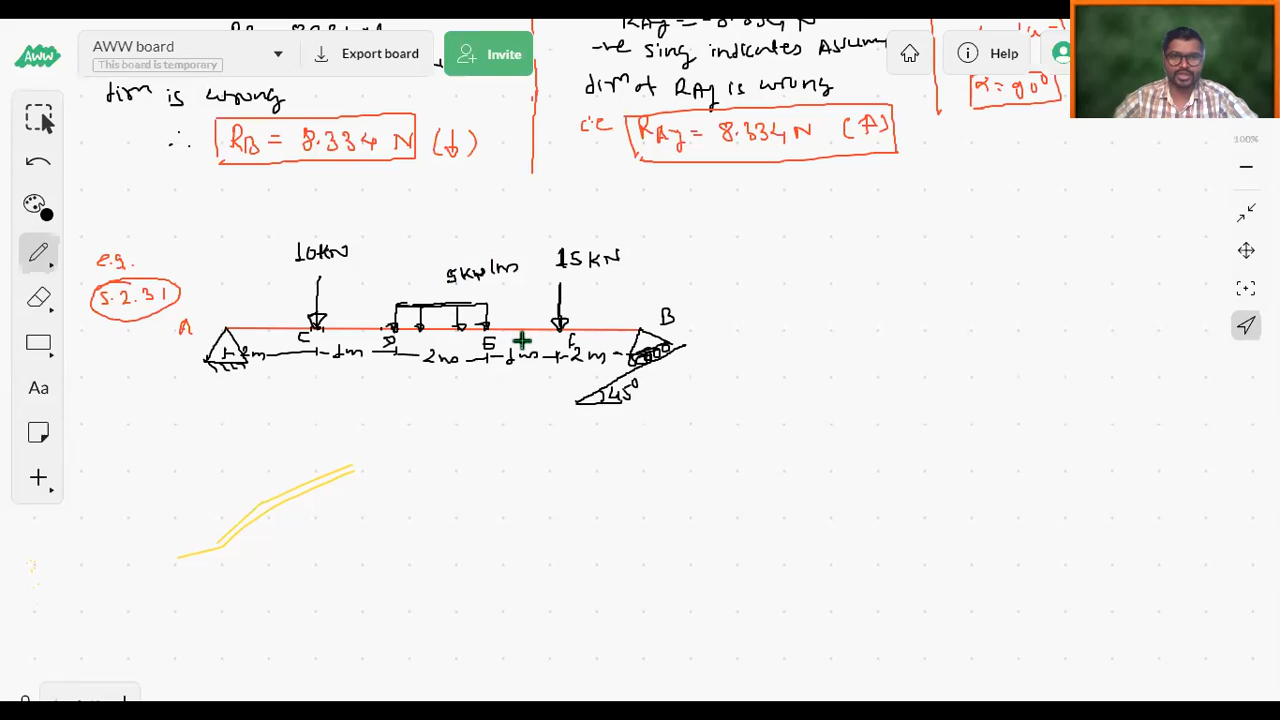 AWW board
This board is temporary
Export board
Invite
Help
-ve sing indicates Assum
dirn of RAy is wrong
dirn is wrong
∴ RB = 8.334 N (↓)
i.e RAy = 8.334 N (↑)
α = 90°
100%
e.g.
5.2.31
10KN
5KN/m
15KN
A
B
C
D
E
F
2m
1m
2m
1m
2m
45°
Aa